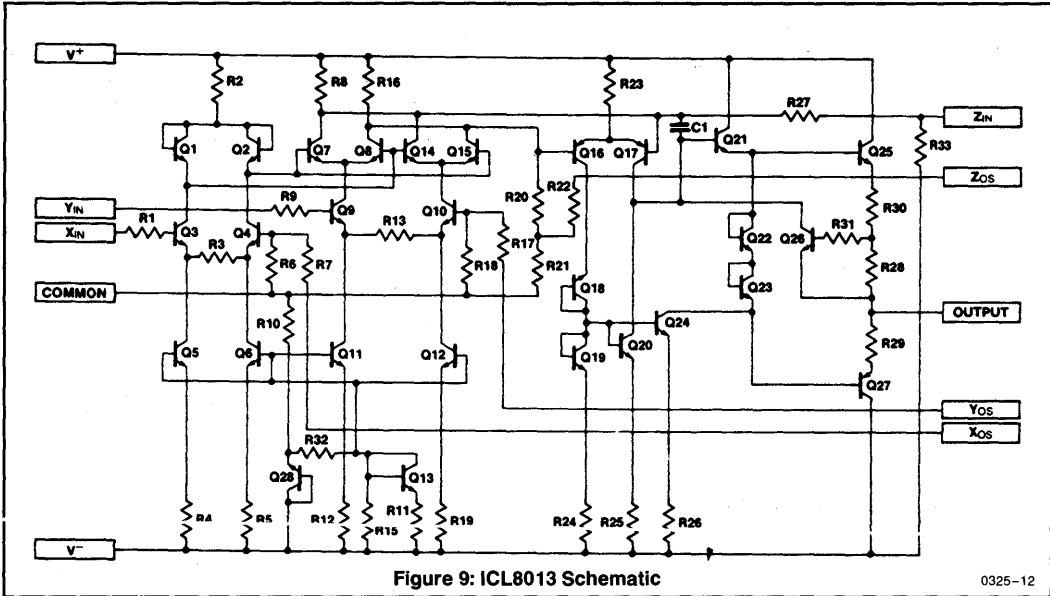 V+
R2
R8
R16
R23
R27
ZIN
C1
Q21
R33
Q1
Q2
Q7
Q8
Q14
Q15
Q16
Q17
Q25
R20
R22
ZOS
YIN
R9
Q9
Q10
R30
XIN
R1
Q3
Q4
R3
R13
R17
Q22
Q26
R31
R6
R7
R18
R21
R28
COMMON
Q18
Q23
OUTPUT
R10
Q24
Q5
Q6
Q11
Q12
Q19
Q20
R29
Q27
YOS
R32
XOS
Q28
Q13
R4
R5
R12
R15
R11
R19
R24
R25
R26
V−
Figure 9: ICL8013 Schematic
0325–12